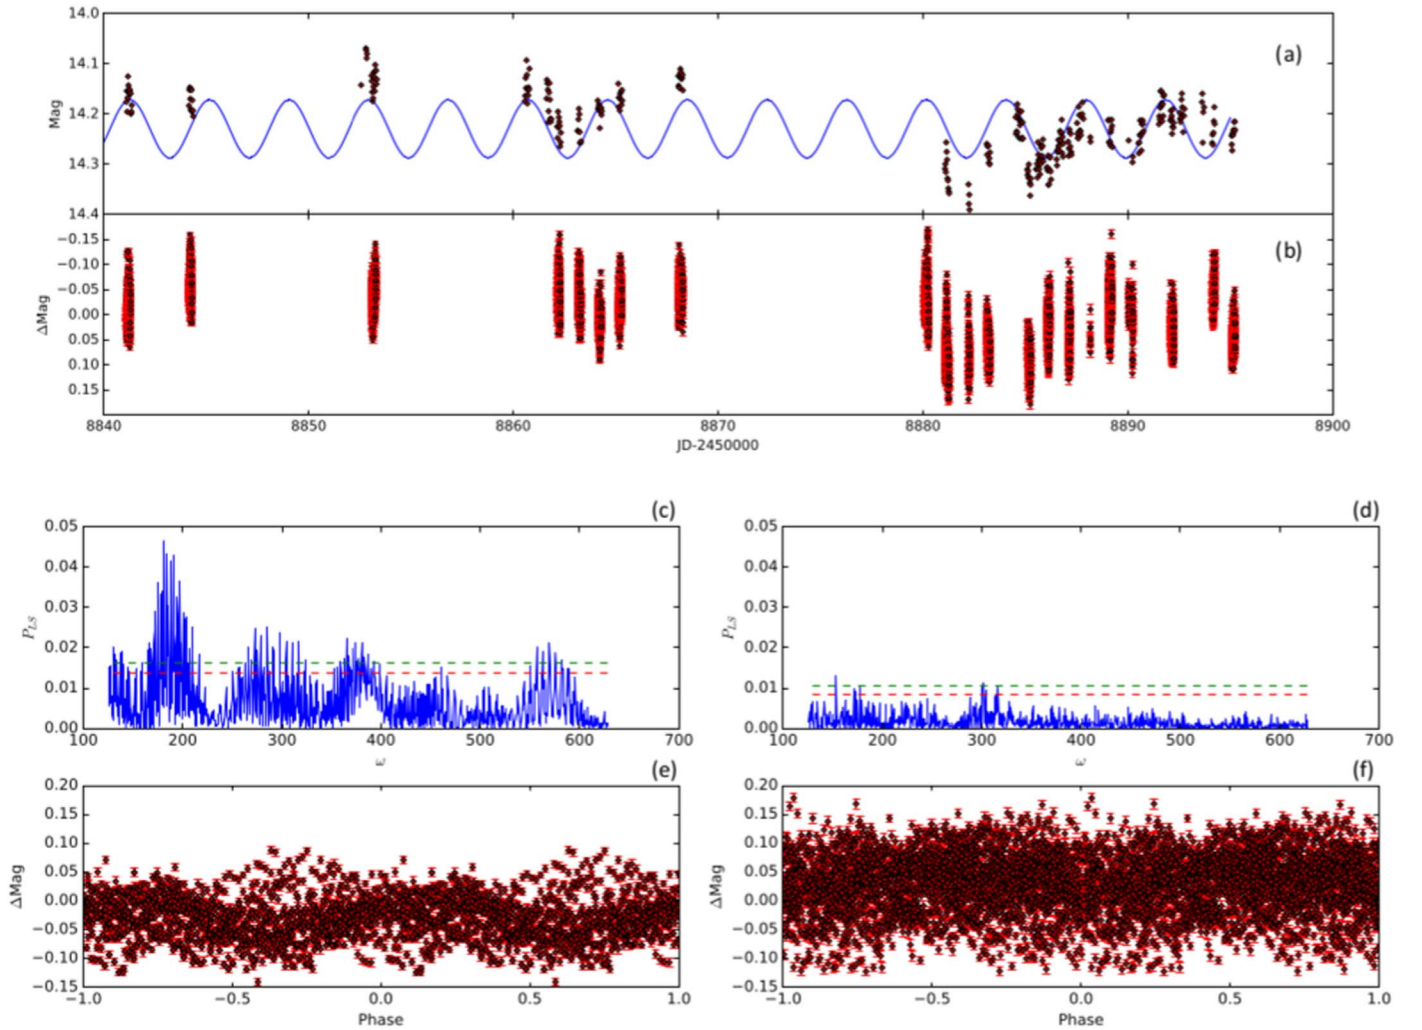 14.0
(a)
14.1
Mag
14.2
14.3
14.4
−0.15
(b)
−0.10
−0.05
ΔMag
0.00
0.05
0.10
0.15
8840 8850 8860 8870 8880 8890 8900
JD-2450000
(c)
0.05
0.04
0.03
P_LS
0.02
0.01
0.00
100 200 300 400 500 600 700
ω
(d)
0.05
0.04
0.03
P_LS
0.02
0.01
0.00
100 200 300 400 500 600 700
ω
(e)
0.20
0.15
0.10
0.05
ΔMag
0.00
−0.05
−0.10
−0.15
−1.0 −0.5 0.0 0.5 1.0
Phase
(f)
0.20
0.15
0.10
0.05
ΔMag
0.00
−0.05
−0.10
−0.15
−1.0 −0.5 0.0 0.5 1.0
Phase